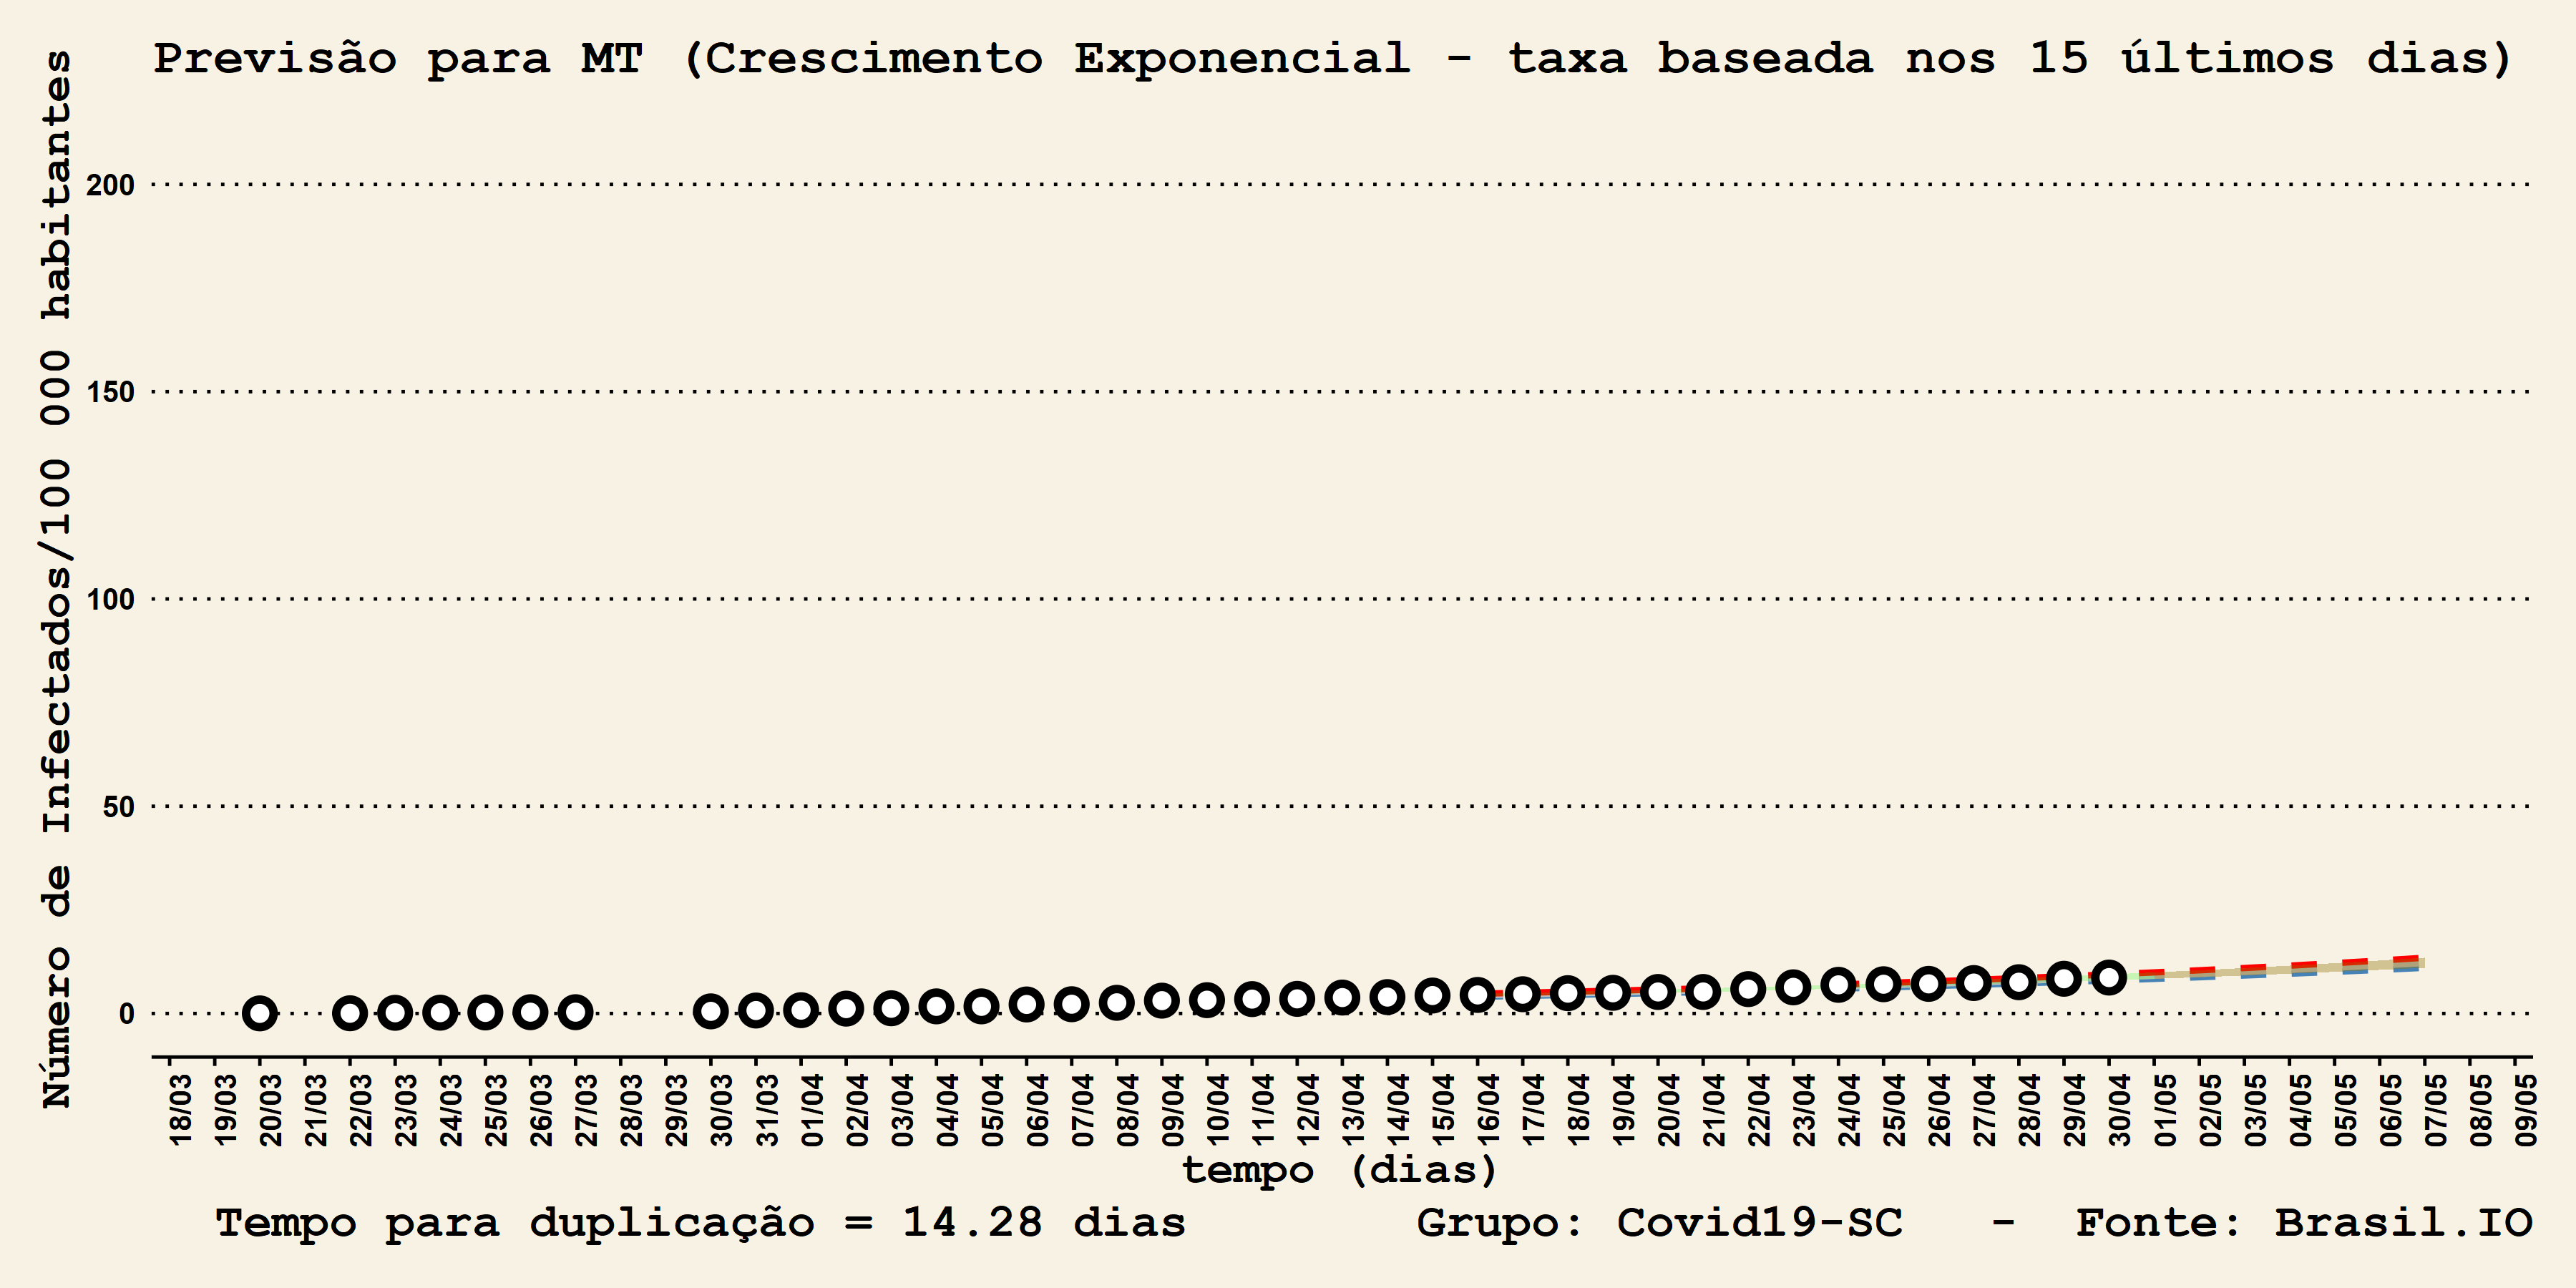 Previsão para MT (Crescimento Exponencial - taxa baseada nos 15 últimos dias)
Número de Infectados/100 000 habitantes
200
150
100
50
0
18/03 19/03 20/03 21/03 22/03 23/03 24/03 25/03 26/03 27/03 28/03 29/03 30/03 31/03 01/04 02/04 03/04 04/04 05/04 06/04 07/04 08/04 09/04 10/04 11/04 12/04 13/04 14/04 15/04 16/04 17/04 18/04 19/04 20/04 21/04 22/04 23/04 24/04 25/04 26/04 27/04 28/04 29/04 30/04 01/05 02/05 03/05 04/05 05/05 06/05 07/05 08/05 09/05
tempo (dias)
Tempo para duplicação = 14.28 dias Grupo: Covid19-SC - Fonte: Brasil.IO